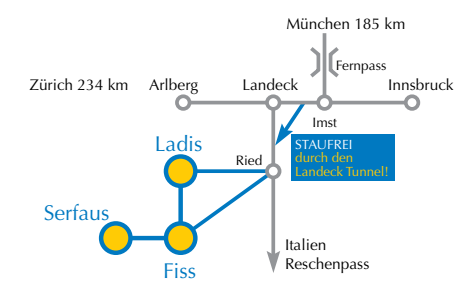 München 185 km
Fernpass
Zürich 234 km
Arlberg
Landeck
Innsbruck
Imst
STAUFREI
durch den
Landeck Tunnel!
Ladis
Ried
Serfaus
Fiss
Italien
Reschenpass